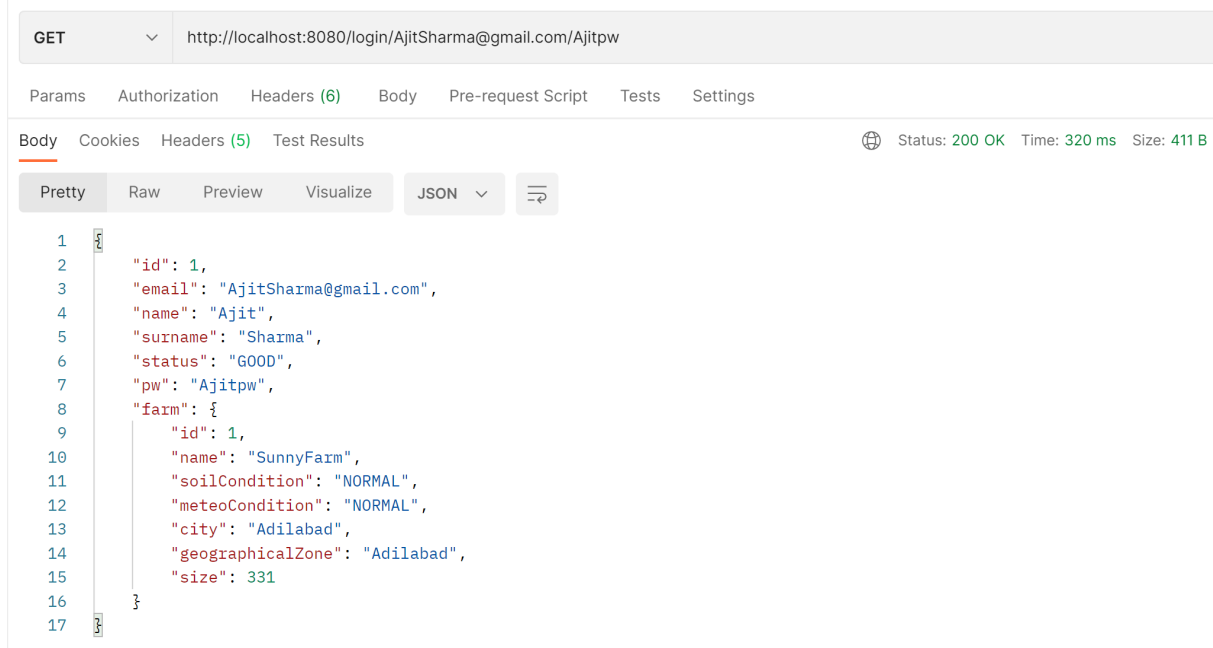 GET http://localhost:8080/login/AjitSharma@gmail.com/Ajitpw
Params Authorization Headers (6) Body Pre-request Script Tests Settings
Body Cookies Headers (5) Test Results Status: 200 OK Time: 320 ms Size: 411 B
Pretty Raw Preview Visualize JSON
1 {
2 "id": 1,
3 "email": "AjitSharma@gmail.com",
4 "name": "Ajit",
5 "surname": "Sharma",
6 "status": "GOOD",
7 "pw": "Ajitpw",
8 "farm": {
9 "id": 1,
10 "name": "SunnyFarm",
11 "soilCondition": "NORMAL",
12 "meteoCondition": "NORMAL",
13 "city": "Adilabad",
14 "geographicalZone": "Adilabad",
15 "size": 331
16 }
17 }